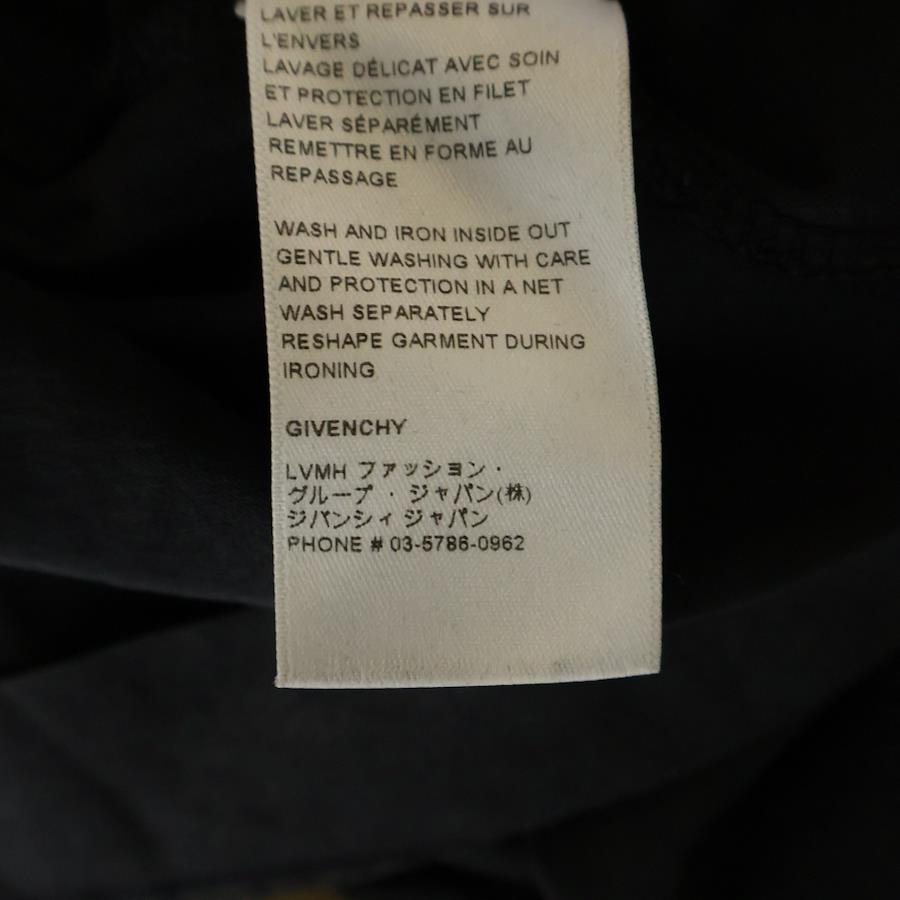 LAVER ET REPASSER SUR
L'ENVERS
LAVAGE DÉLICAT AVEC SOIN
ET PROTECTION EN FILET
LAVER SÉPARÉMENT
REMETTRE EN FORME AU
REPASSAGE
WASH AND IRON INSIDE OUT
GENTLE WASHING WITH CARE
AND PROTECTION IN A NET
WASH SEPARATELY
RESHAPE GARMENT DURING
IRONING
GIVENCHY
LVMH ファッション・
グループ・ジャパン(株)
ジバンシィ ジャパン
PHONE # 03-5786-0962